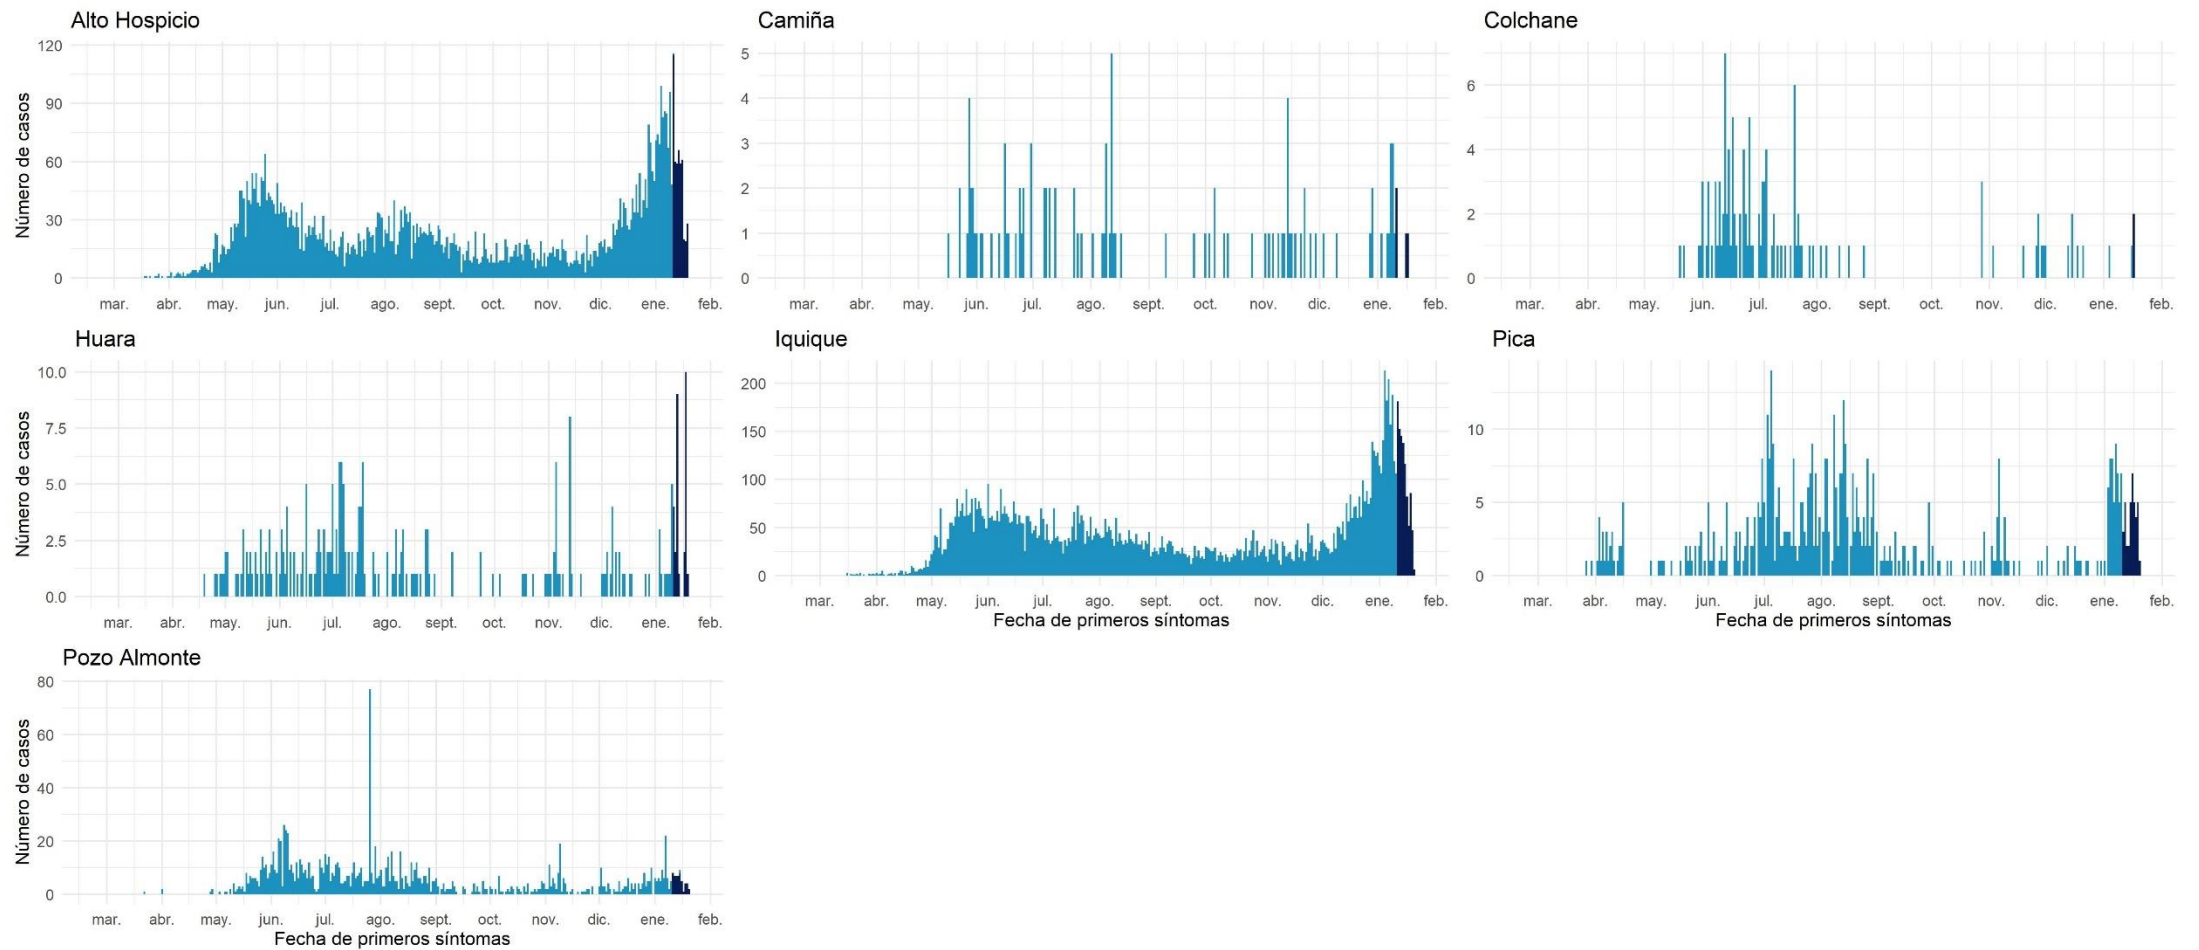 Alto Hospicio
Número de casos
120
90
60
30
0
mar. abr. may. jun. jul. ago. sept. oct. nov. dic. ene. feb.
Camiña
5
4
3
2
1
0
mar. abr. may. jun. jul. ago. sept. oct. nov. dic. ene. feb.
Colchane
6
4
2
0
mar. abr. may. jun. jul. ago. sept. oct. nov. dic. ene. feb.
Huara
Número de casos
10.0
7.5
5.0
2.5
0.0
mar. abr. may. jun. jul. ago. sept. oct. nov. dic. ene. feb.
Iquique
200
150
100
50
0
mar. abr. may. jun. jul. ago. sept. oct. nov. dic. ene. feb.
Fecha de primeros síntomas
Pica
10
5
0
mar. abr. may. jun. jul. ago. sept. oct. nov. dic. ene. feb.
Fecha de primeros síntomas
Pozo Almonte
Número de casos
80
60
40
20
0
mar. abr. may. jun. jul. ago. sept. oct. nov. dic. ene. feb.
Fecha de primeros síntomas